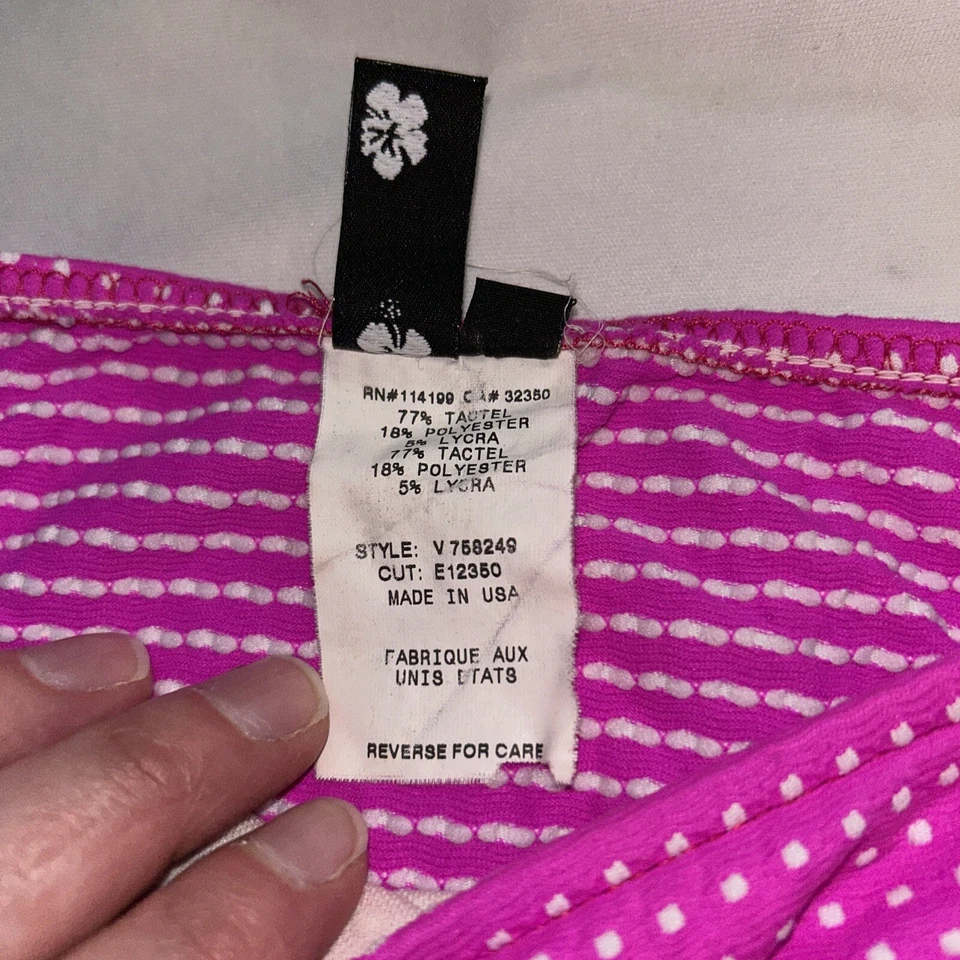 RN#114199 CA# 32350
77% TACTEL
18% POLYESTER
5% LYCRA
77% TACTEL
18% POLYESTER
5% LYCRA
STYLE: V758249
CUT: E12350
MADE IN USA
FABRIQUE AUX
UNIS ETATS
REVERSE FOR CARE